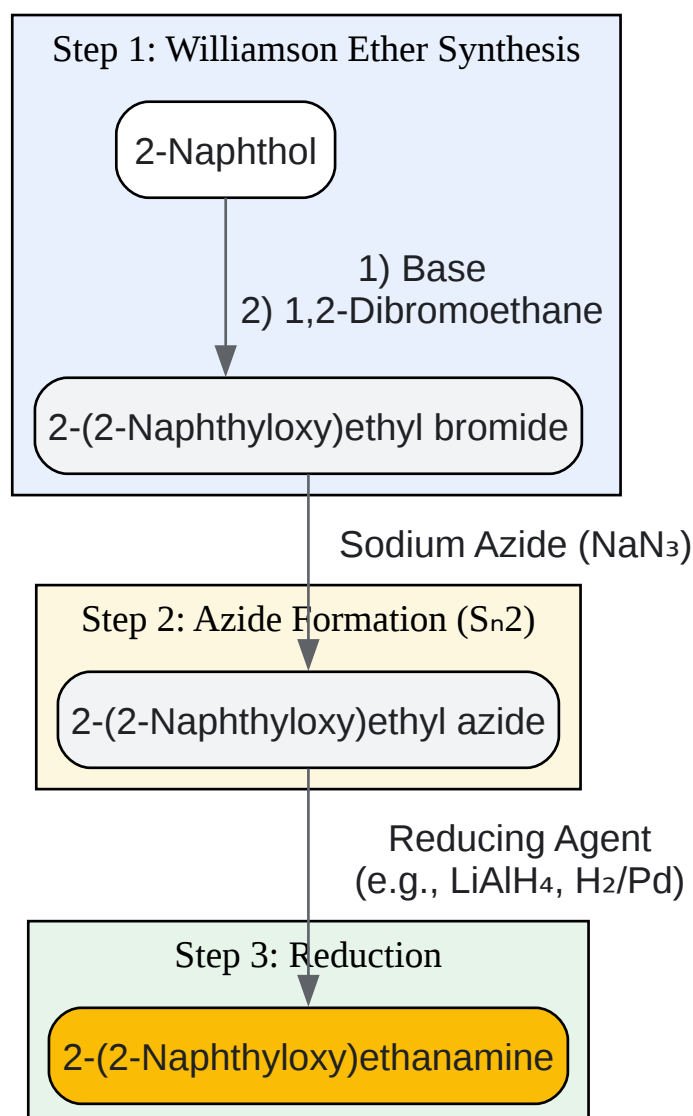 Step 1: Williamson Ether Synthesis
2-Naphthol
1) Base
2) 1,2-Dibromoethane
2-(2-Naphthyloxy)ethyl bromide
Sodium Azide (NaN₃)
Step 2: Azide Formation (Sₙ2)
2-(2-Naphthyloxy)ethyl azide
Reducing Agent
(e.g., LiAlH₄, H₂/Pd)
Step 3: Reduction
2-(2-Naphthyloxy)ethanamine